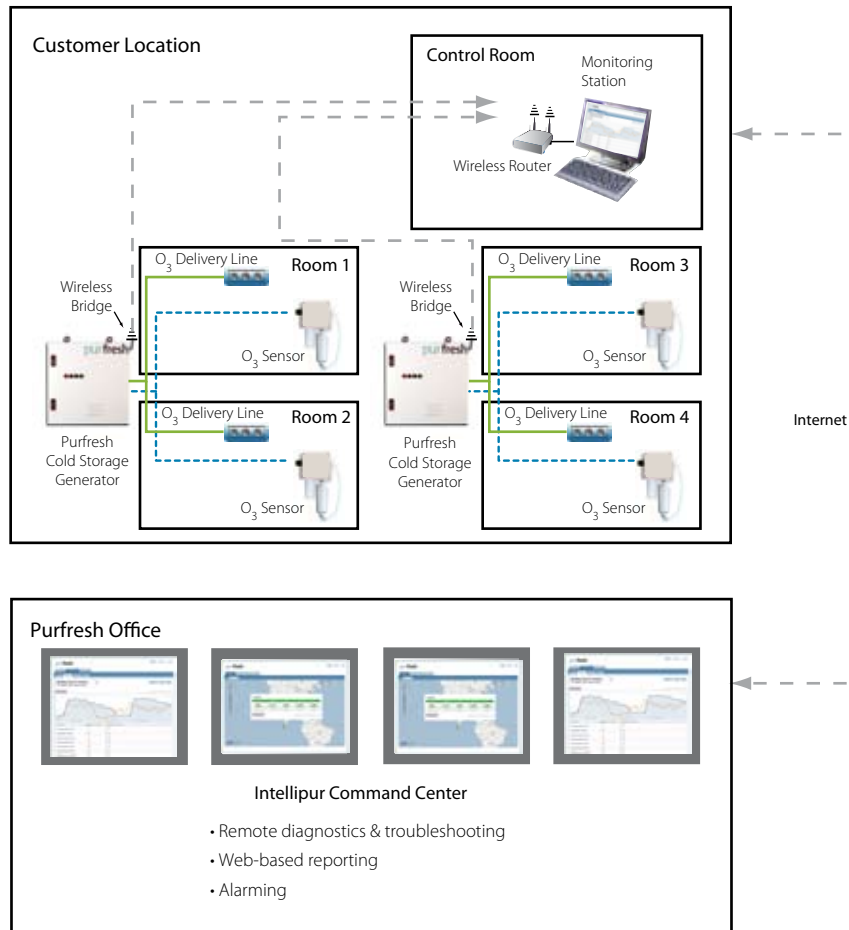 Customer Location
Control Room
Monitoring
Station
Wireless Router
O3 Delivery Line
Room 1
Wireless
Bridge
purfresh
O3 Sensor
O3 Delivery Line
Room 2
Purfresh
Cold Storage
Generator
O3 Sensor
O3 Delivery Line
Room 3
Wireless
Bridge
purfresh
O3 Sensor
O3 Delivery Line
Room 4
Purfresh
Cold Storage
Generator
O3 Sensor
Internet
Purfresh Office
Intellipur Command Center
• Remote diagnostics & troubleshooting
• Web-based reporting
• Alarming